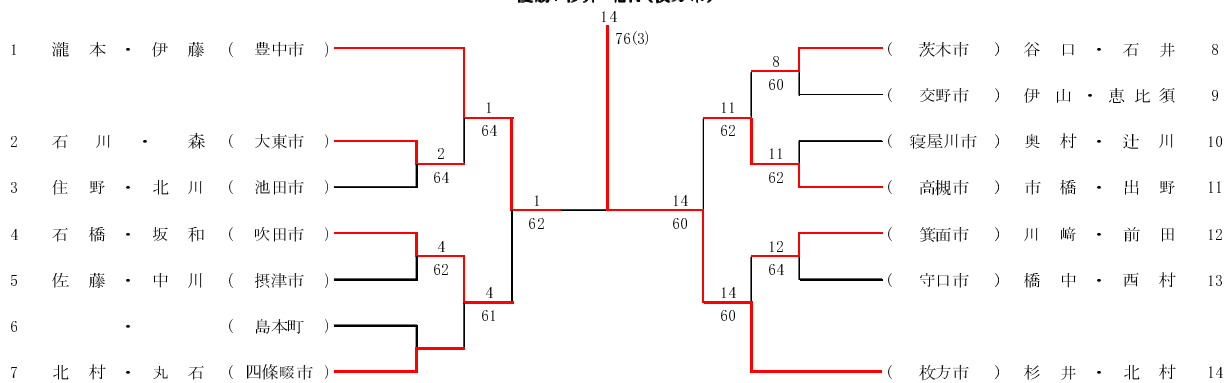 14
76(3)
1 瀧本・伊藤 ( 豊中市 )
2 石川・森 ( 大東市 )
3 住野・北川 ( 池田市 )
4 石橋・坂和 ( 吹田市 )
5 佐藤・中川 ( 摂津市 )
6 ・ ( 島本町 )
7 北村・丸石 ( 四條畷市 )
1
64
2
64
4
62
4
61
1
62
14
60
11
62
8
60
11
62
12
64
14
60
( 茨木市 ) 谷口・石井 8
( 交野市 ) 伊山・恵比須 9
( 寝屋川市 ) 奥村・辻川 10
( 高槻市 ) 市橋・出野 11
( 箕面市 ) 川﨑・前田 12
( 守口市 ) 橋中・西村 13
( 枚方市 ) 杉井・北村 14